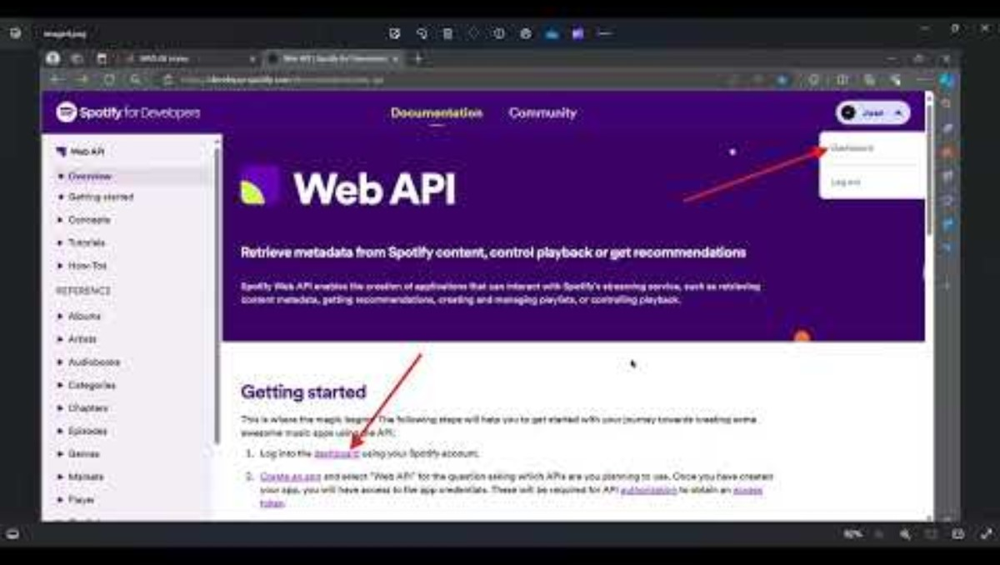 Spotify for Developers
Documentation
Community
Web API
Overview
Getting started
Concepts
Tutorials
How-Tos
REFERENCE
Albums
Artists
Audiobooks
Categories
Chapters
Episodes
Genres
Markets
Player
Dashboard
Log out
Web API
Retrieve metadata from Spotify content, control playback or get recommendations
Spotify Web API enables the creation of applications that can interact with Spotify's streaming service, such as retrieving
content metadata, getting recommendations, creating and managing playlists, or controlling playback.
Getting started
This is where the magic begins! The following steps will help you to get started with your journey towards creating some
awesome music apps using the API:
1. Log into the dashboard using your Spotify account.
2. Create an app and select "Web API" for the question asking which APIs are you planning to use. Once you have created
your app, you will have access to the app credentials. These will be required for API authorization to obtain an access
token.